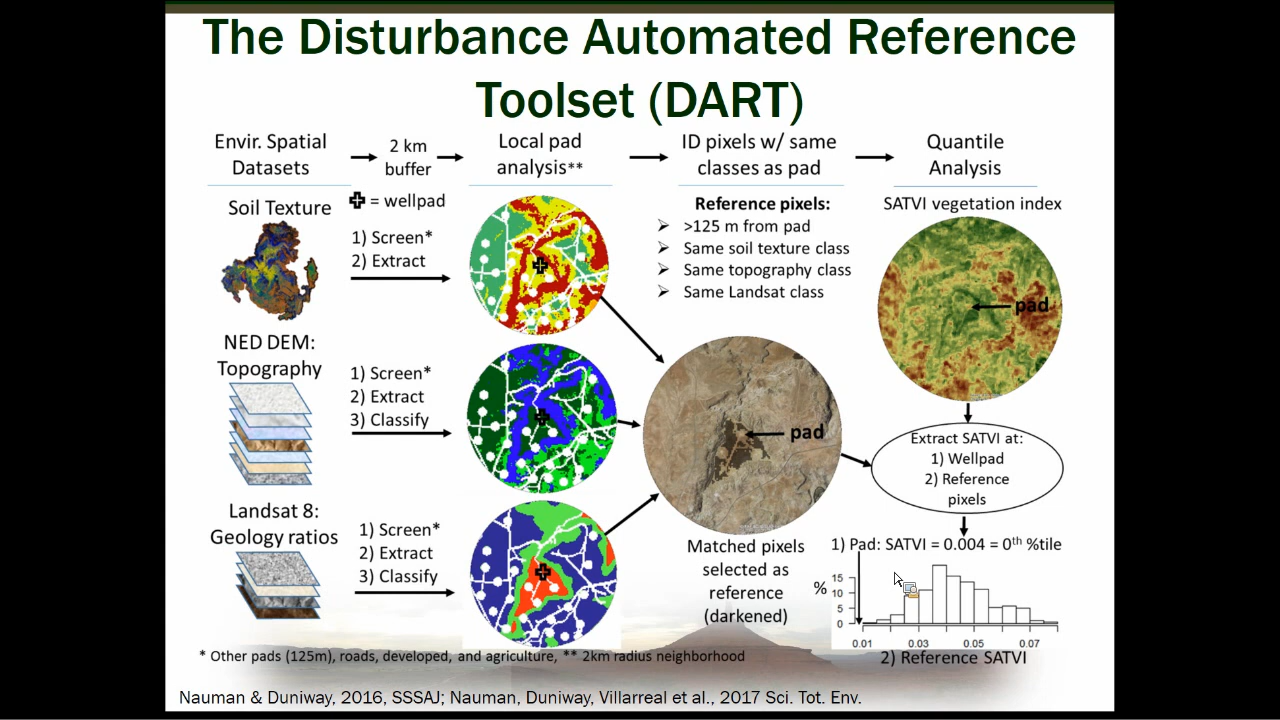 The Disturbance Automated Reference
Toolset (DART)
Envir. Spatial
Datasets
2 km
buffer
Local pad
analysis**
ID pixels w/ same
classes as pad
Quantile
Analysis
Soil Texture
= wellpad
1) Screen*
2) Extract
Reference pixels:
>125 m from pad
Same soil texture class
Same topography class
Same Landsat class
SATVI vegetation index
pad
NED DEM:
Topography
1) Screen*
2) Extract
3) Classify
pad
Extract SATVI at:
1) Wellpad
2) Reference
pixels
Landsat 8:
Geology ratios
1) Screen*
2) Extract
3) Classify
Matched pixels
selected as
reference
(darkened)
1) Pad: SATVI = 0.004 = 0th %tile
%
15
10
5
0
0.01 0.03 0.05 0.07
2) Reference SATVI
* Other pads (125m), roads, developed, and agriculture, ** 2km radius neighborhood
Nauman & Duniway, 2016, SSSAJ; Nauman, Duniway, Villarreal et al., 2017 Sci. Tot. Env.